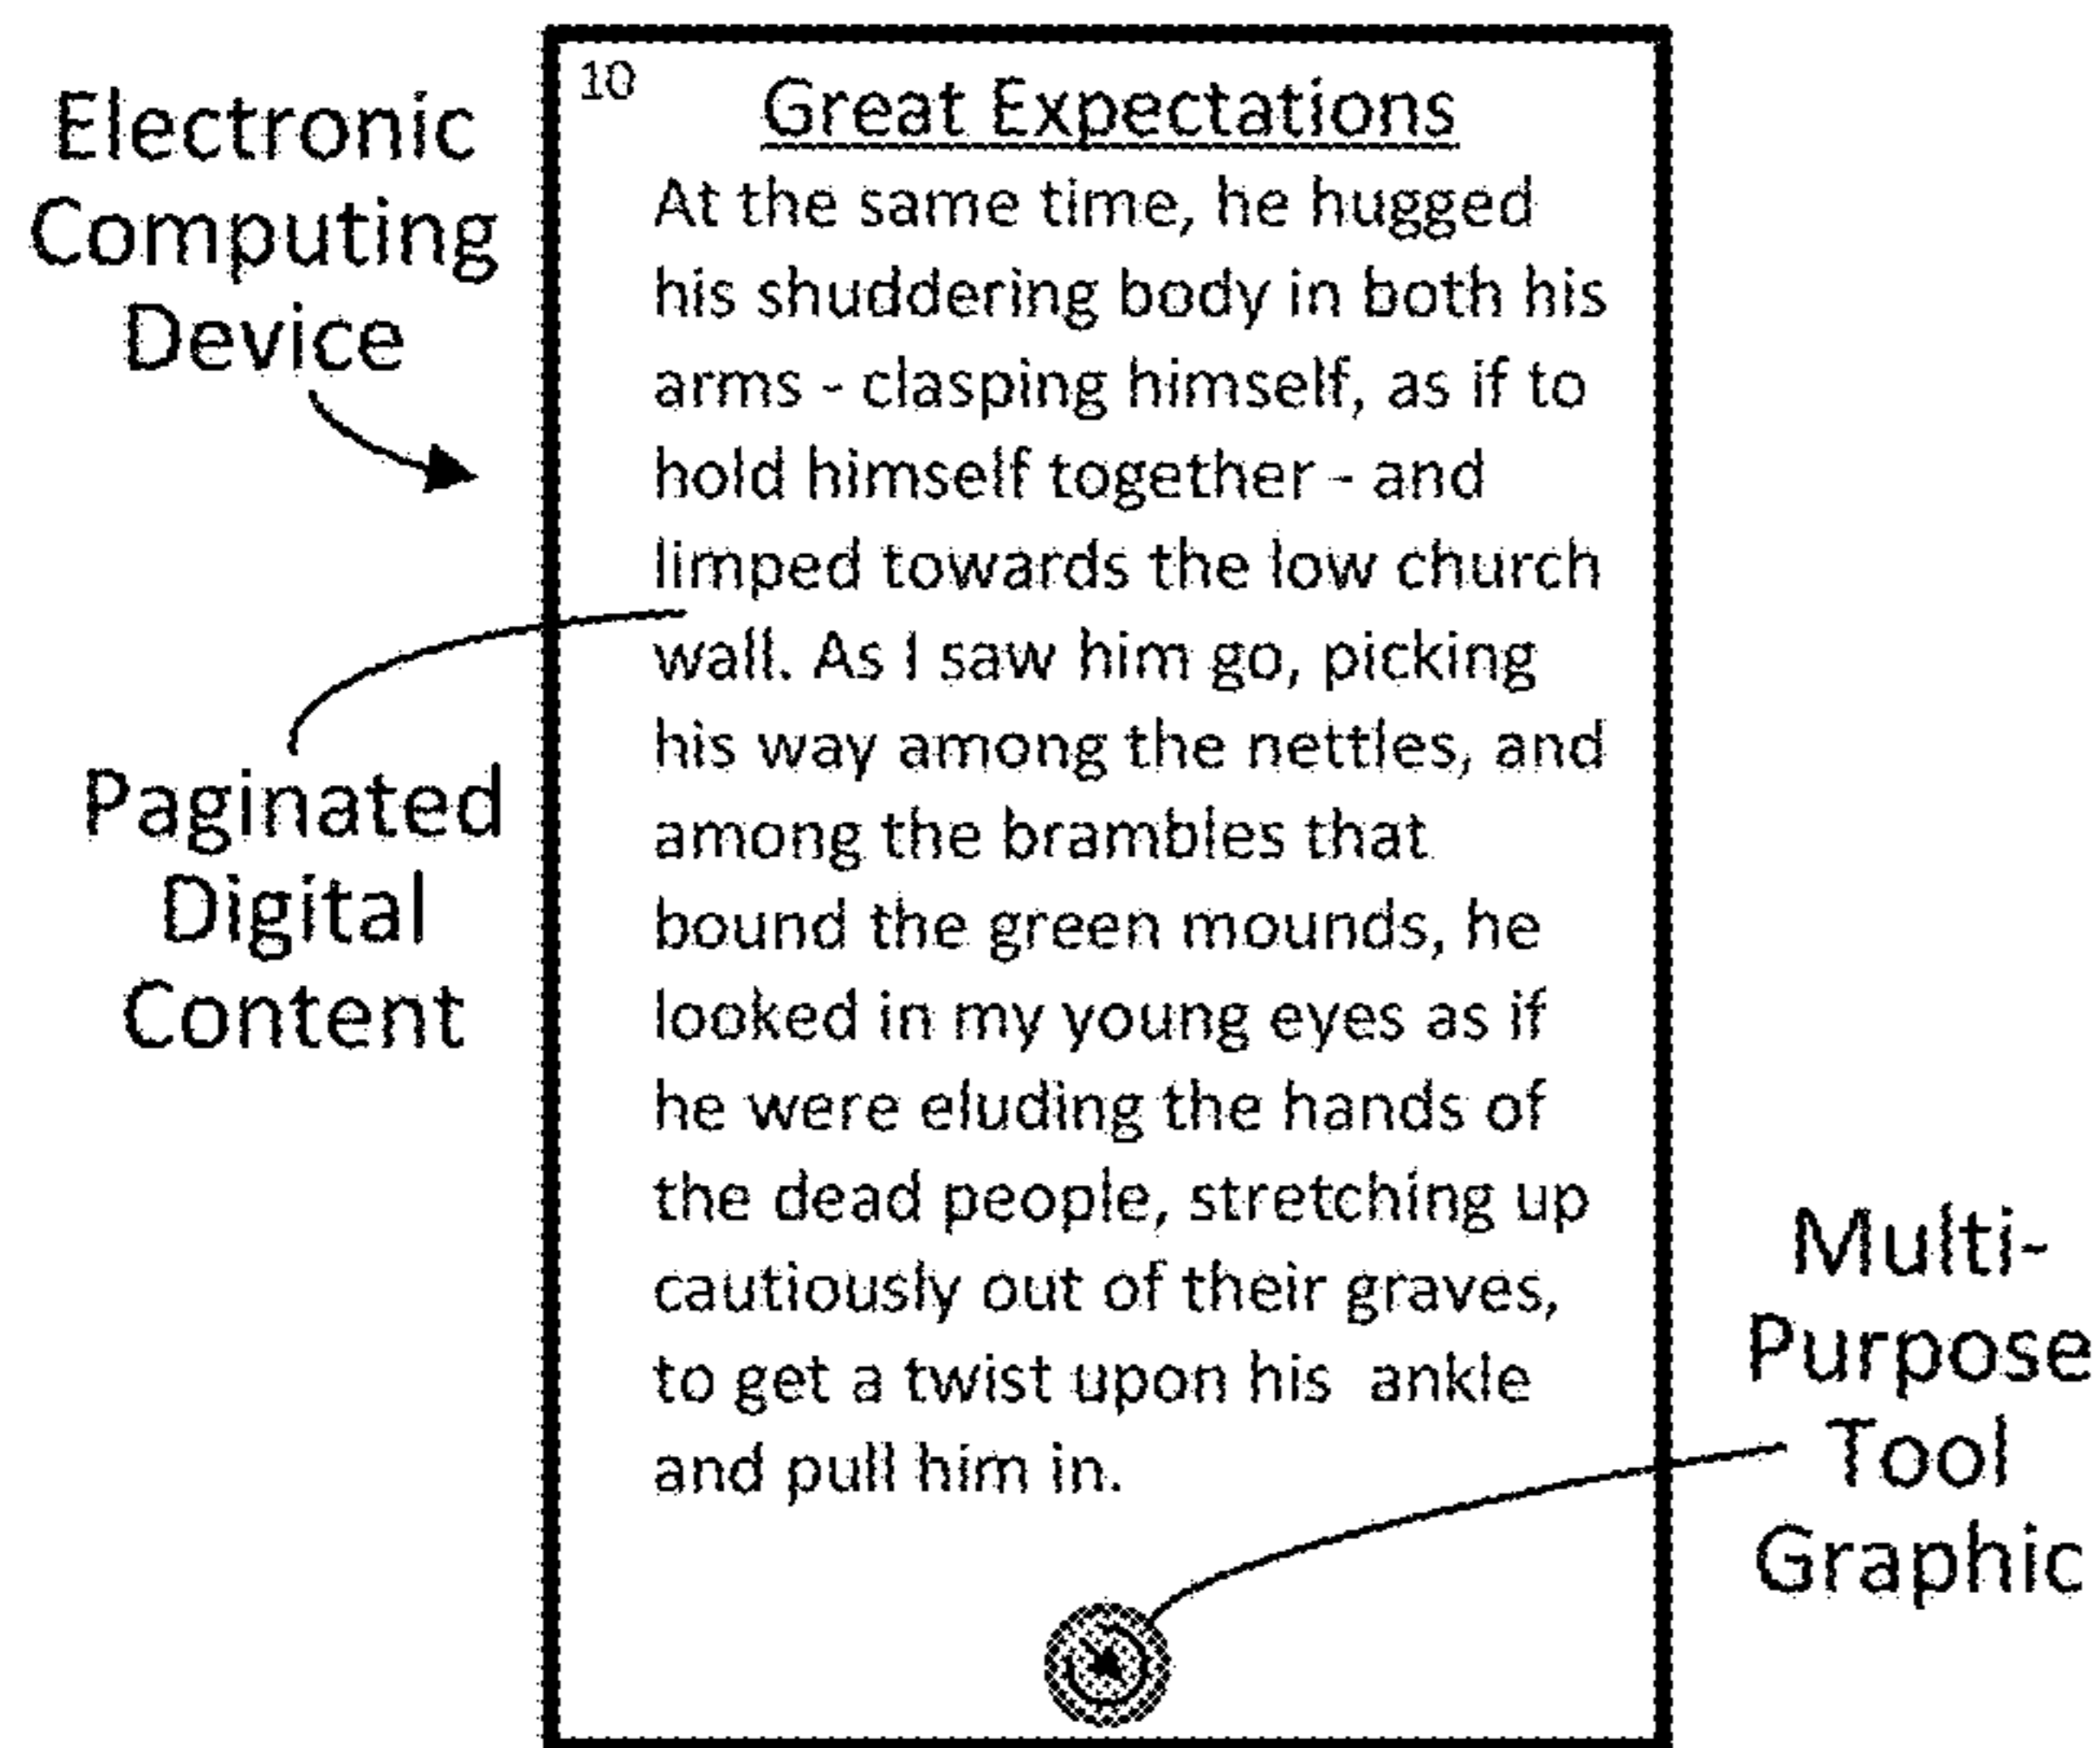 Electronic
Computing
Device
Paginated
Digital
Content
10
Great Expectations
At the same time, he hugged
his shuddering body in both his
arms - clasping himself, as if to
hold himself together - and
limped towards the low church
wall. As I saw him go, picking
his way among the nettles, and
among the brambles that
bound the green mounds, he
looked in my young eyes as if
he were eluding the hands of
the dead people, stretching up
cautiously out of their graves,
to get a twist upon his  ankle
and pull him in.
Multi-
Purpose
Tool
Graphic